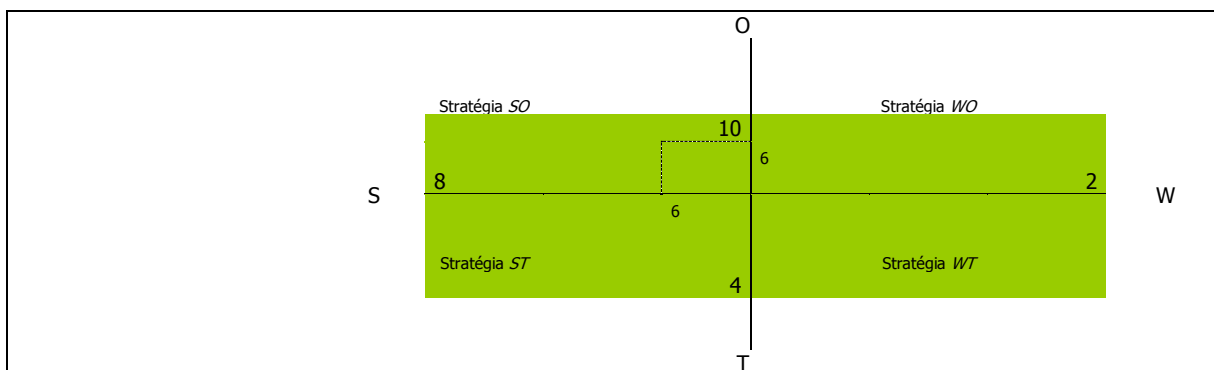 O
Stratégia SO
Stratégia WO
10
6
S
8
2
W
6
Stratégia ST
Stratégia WT
4
T